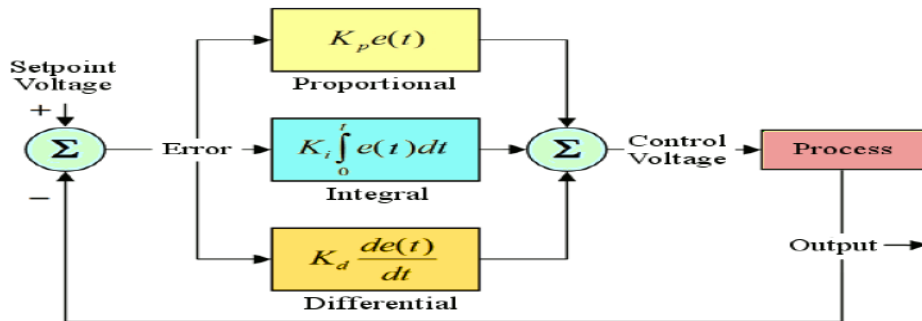 Setpoint
Voltage
+
Σ
−
Error
K_p e(t)
Proportional
K_i ∫_0^t e(t)dt
Integral
K_d de(t)/dt
Differential
Σ
Control
Voltage
Process
Output